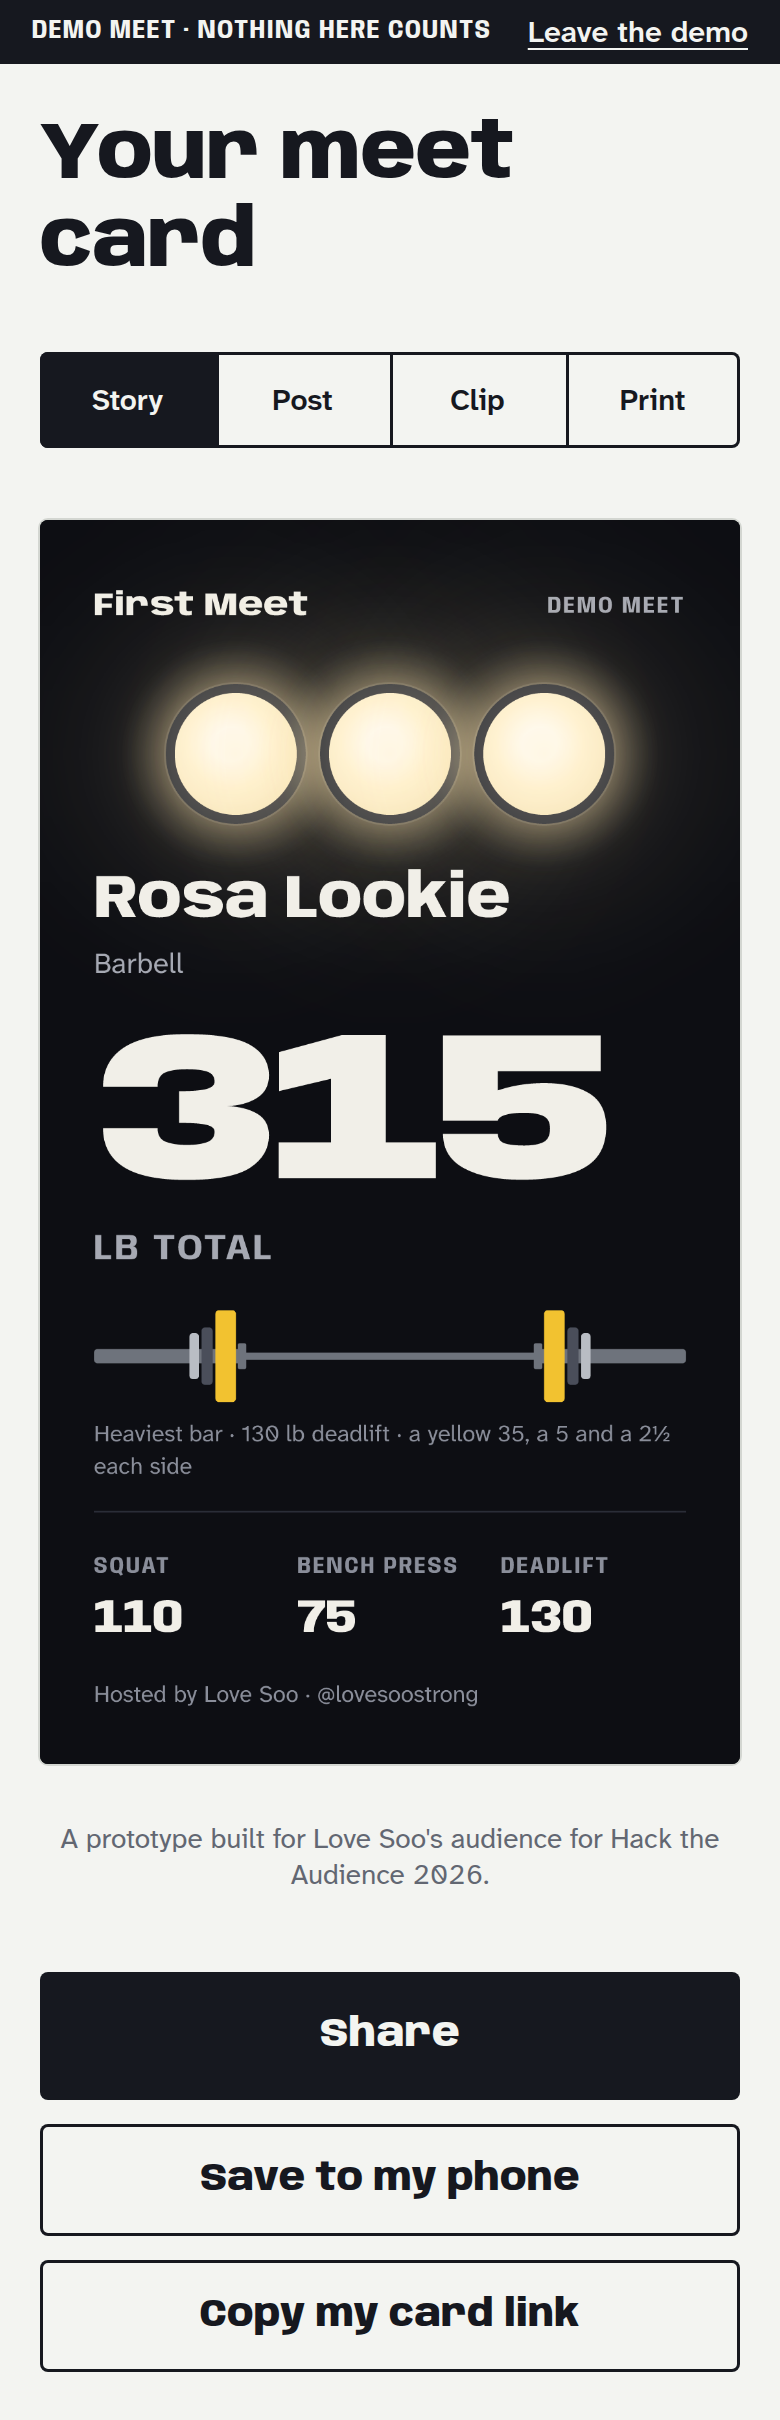 DEMO MEET · NOTHING HERE COUNTS
Leave the demo
Your meet
card
Story
Post
Clip
Print
First Meet
DEMO MEET
Rosa Lookie
Barbell
315
LB TOTAL
Heaviest bar · 130 lb deadlift · a yellow 35, a 5 and a 2½
each side
SQUAT
BENCH PRESS
DEADLIFT
110
75
130
Hosted by Love Soo · @lovesoostrong
A prototype built for Love Soo's audience for Hack the
Audience 2026.
Share
Save to my phone
Copy my card link